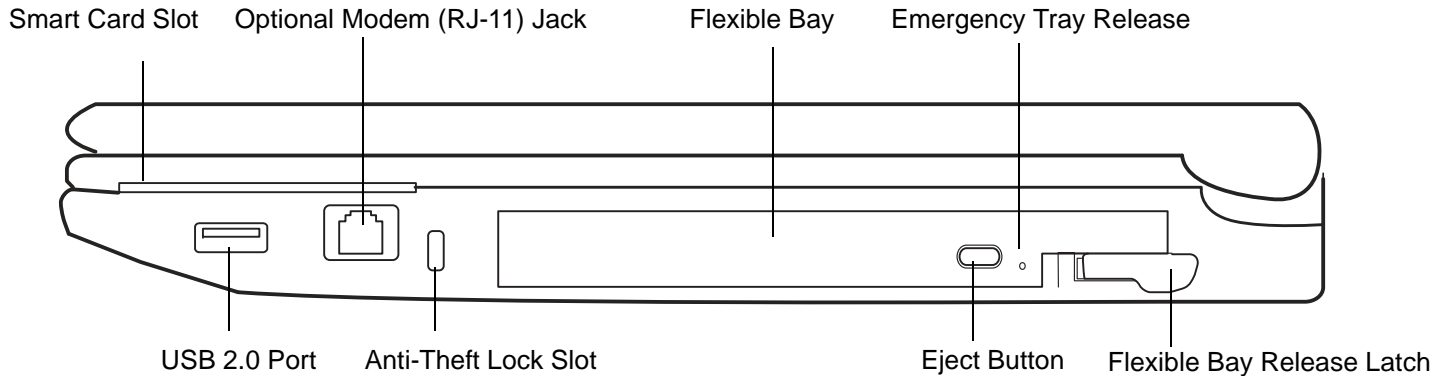 Smart Card Slot
Optional Modem (RJ-11) Jack
Flexible Bay
Emergency Tray Release
USB 2.0 Port
Anti-Theft Lock Slot
Eject Button
Flexible Bay Release Latch